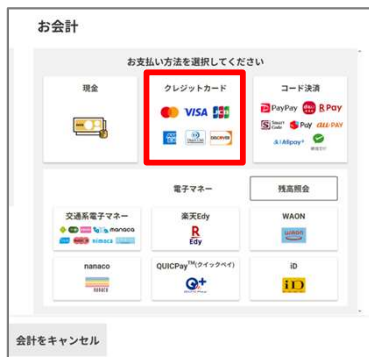 お会計
お支払い方法を選択してください
現金
クレジットカード
コード決済
VISA
JCB
DISCOVER
PayPay
R Pay
Smart Code
Pay
au PAY
Alipay+
電子マネー
残高照会
交通系電子マネー
楽天Edy
WAON
manaca
nimoca
R
Edy
WAON
nanaco
QUICPay™(クイックペイ)
iD
nanaco
Q+
iD
会計をキャンセル